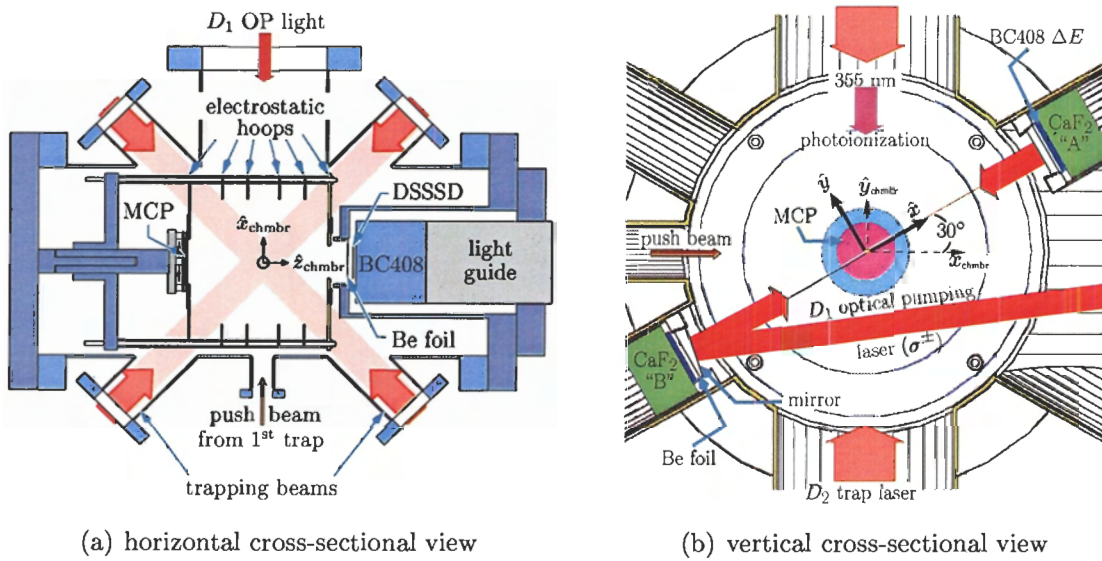 D₁ OP light
electrostatic
hoops
MCP
DSSSD
x̂chmbr
ẑchmbr
BC408
light
guide
Be foil
push beam
from 1ˢᵗ trap
trapping beams
(a) horizontal cross-sectional view
BC408 ΔE
355 nm
CaF₂
"A"
photoionization
ŷ
ŷchmbr
x̂
MCP
30°
push beam
x̂chmbr
D₁ optical pumping
laser (σ±)
CaF₂
"B"
mirror
Be foil
D₂ trap laser
(b) vertical cross-sectional view